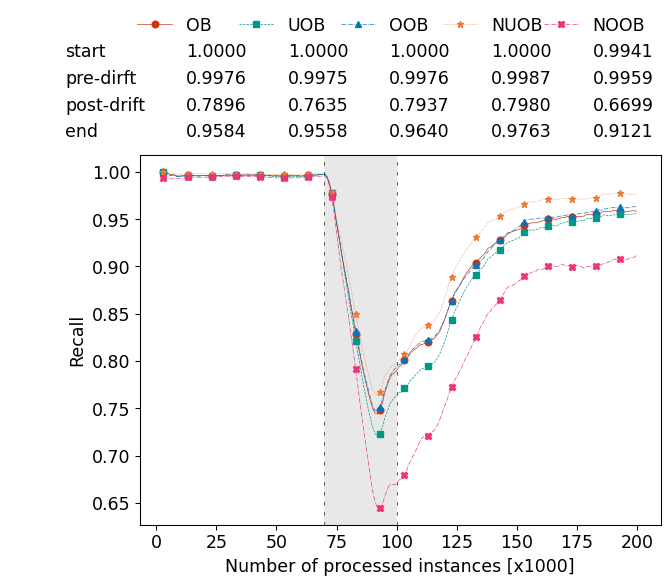 OB UOB OOB NUOB NOOB
start 1.0000 1.0000 1.0000 1.0000 0.9941
pre-dirft 0.9976 0.9975 0.9976 0.9987 0.9959
post-drift 0.7896 0.7635 0.7937 0.7980 0.6699
end 0.9584 0.9558 0.9640 0.9763 0.9121
1.00
0.95
0.90
0.85
0.80
0.75
0.70
0.65
Recall
0 25 50 75 100 125 150 175 200
Number of processed instances [x1000]